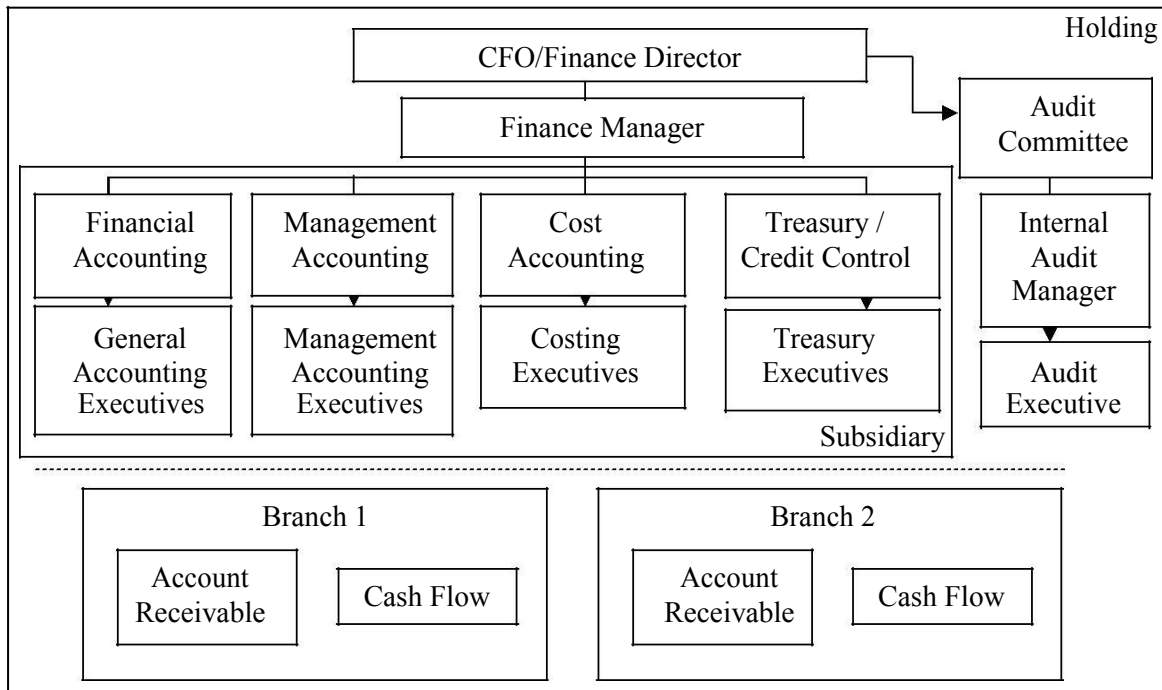 Holding
CFO/Finance Director
Finance Manager
Audit
Committee
Financial
Accounting
Management
Accounting
Cost
Accounting
Treasury /
Credit Control
Internal
Audit
Manager
General
Accounting
Executives
Management
Accounting
Executives
Costing
Executives
Treasury
Executives
Audit
Executive
Subsidiary
Branch 1
Account
Receivable
Cash Flow
Branch 2
Account
Receivable
Cash Flow